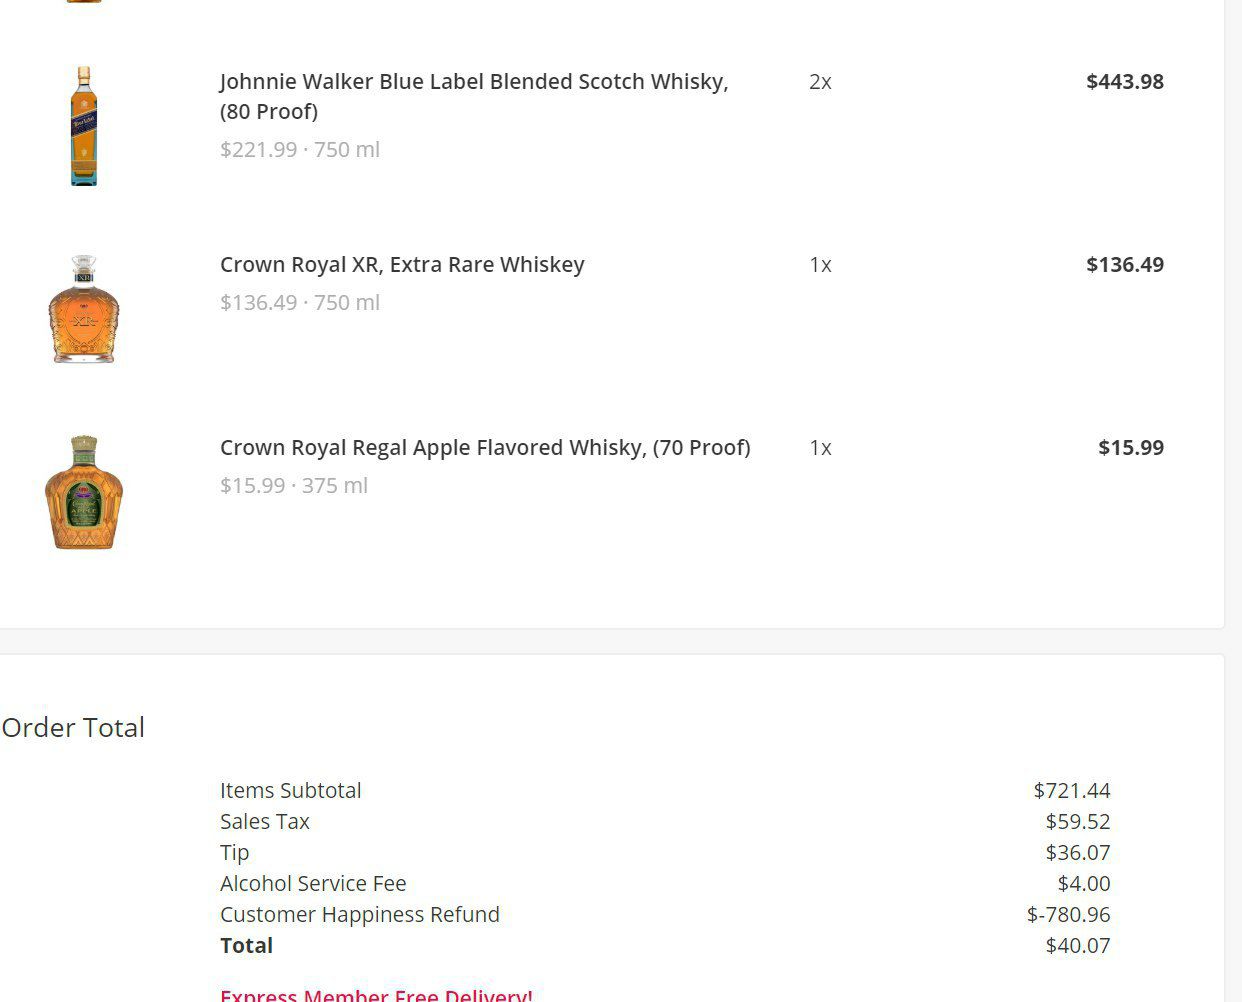 Johnnie Walker Blue Label Blended Scotch Whisky, 2x $443.98
(80 Proof)
$221.99 · 750 ml
Crown Royal XR, Extra Rare Whiskey 1x $136.49
$136.49 · 750 ml
XR
Crown Royal Regal Apple Flavored Whisky, (70 Proof) 1x $15.99
$15.99 · 375 ml
APPLE
Order Total
Items Subtotal $721.44
Sales Tax $59.52
Tip $36.07
Alcohol Service Fee $4.00
Customer Happiness Refund $-780.96
Total $40.07
Express Member Free Delivery!